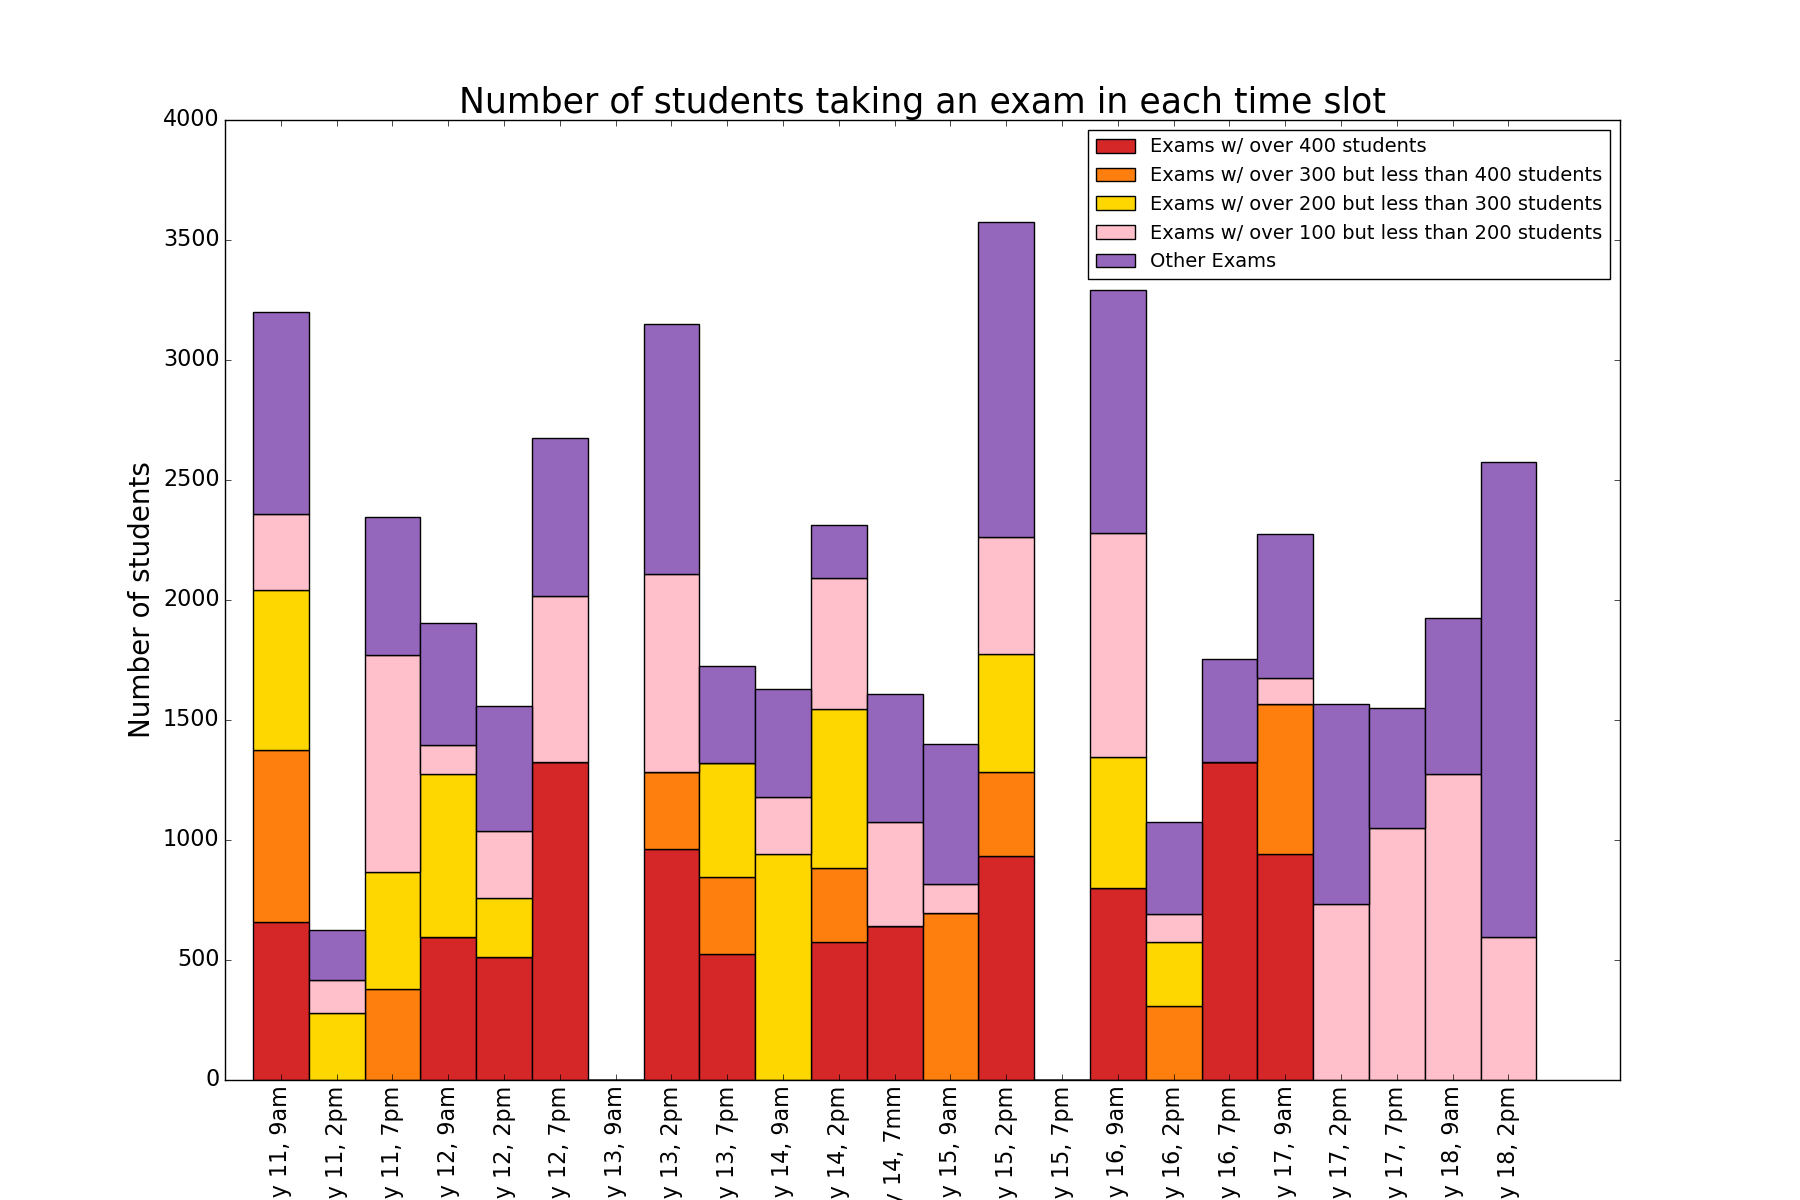 Number of students taking an exam in each time slot
Exams w/ over 400 students
Exams w/ over 300 but less than 400 students
Exams w/ over 200 but less than 300 students
Exams w/ over 100 but less than 200 students
Other Exams
Number of students
4000
3500
3000
2500
2000
1500
1000
500
0
y 11, 9am
y 11, 2pm
y 11, 7pm
y 12, 9am
y 12, 2pm
y 12, 7pm
y 13, 9am
y 13, 2pm
y 13, 7pm
y 14, 9am
y 14, 2pm
y 14, 7mm
y 15, 9am
y 15, 2pm
y 15, 7pm
y 16, 9am
y 16, 2pm
y 16, 7pm
y 17, 9am
y 17, 2pm
y 17, 7pm
y 18, 9am
y 18, 2pm